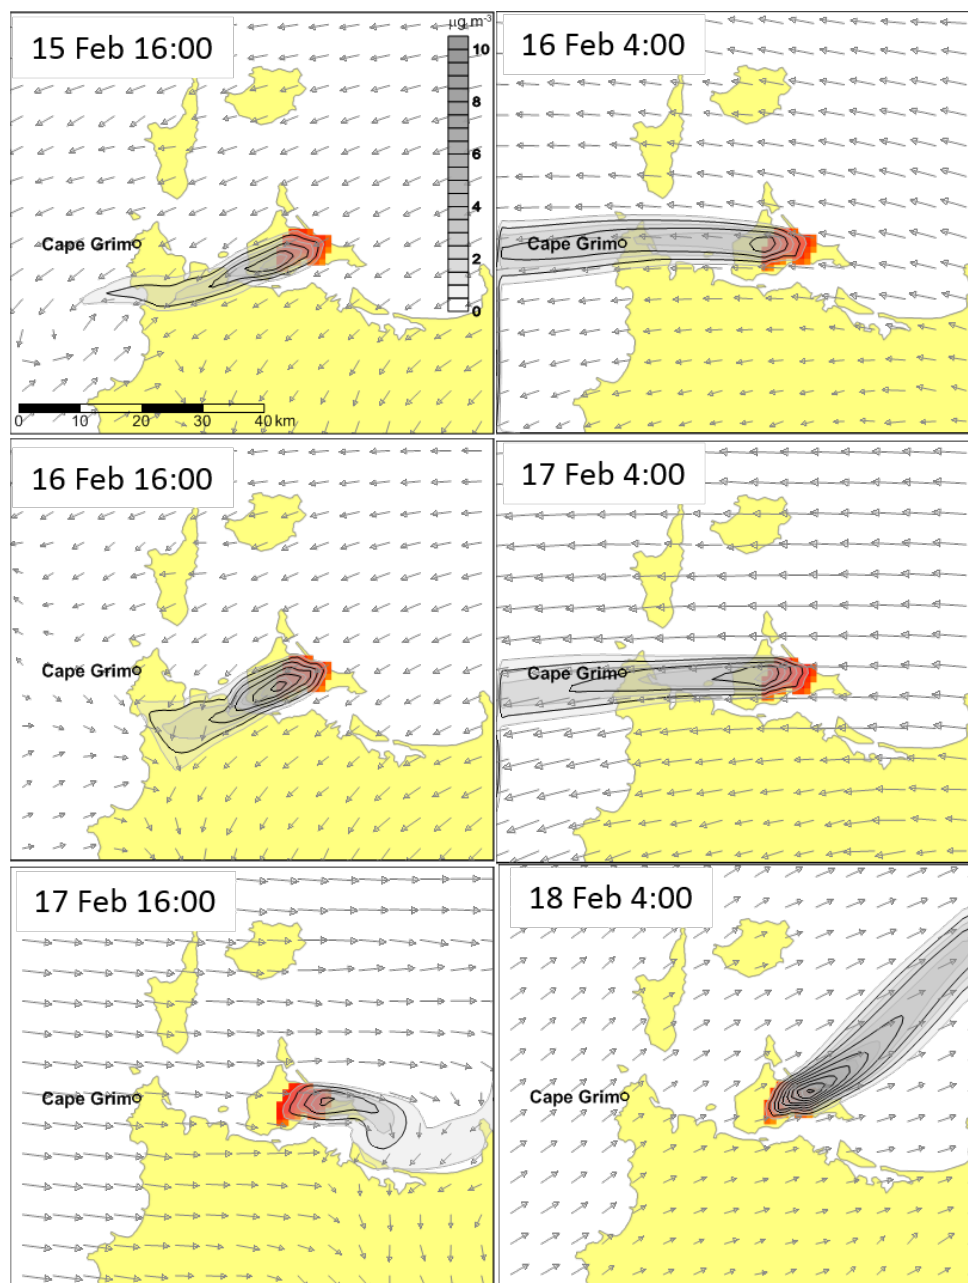 15 Feb 16:00
µg m⁻³
10
8
6
4
2
0
Cape Grim
0 10 20 30 40 km
16 Feb 4:00
Cape Grim
16 Feb 16:00
Cape Grim
17 Feb 4:00
Cape Grim
17 Feb 16:00
Cape Grim
18 Feb 4:00
Cape Grim